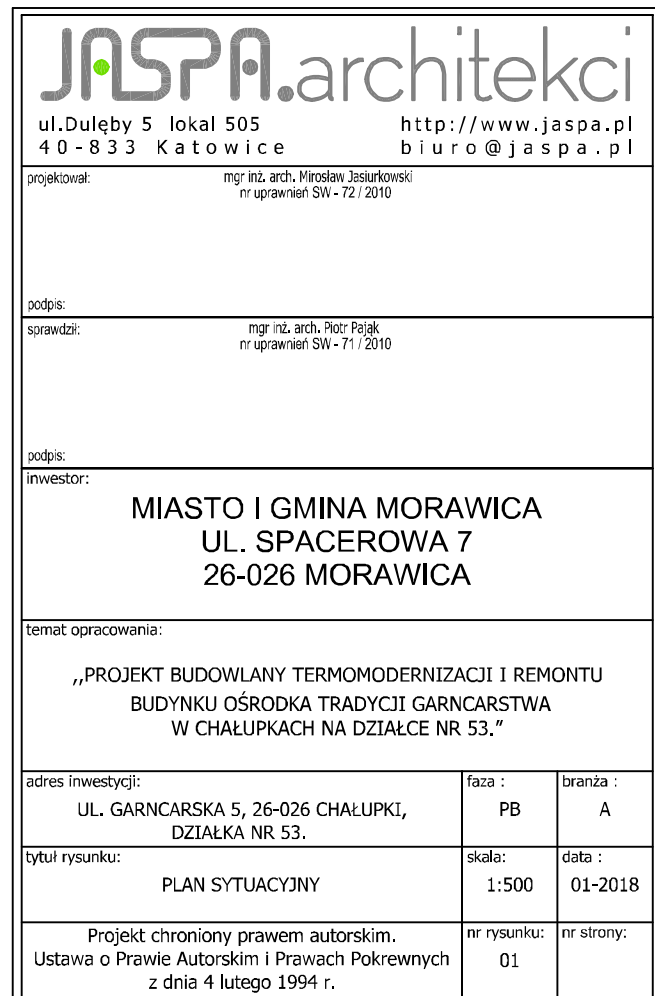 JASPA.architekci
ul.Dulęby 5 lokal 505 http://www.jaspa.pl
40-833 Katowice biuro@jaspa.pl
projektował: mgr inż. arch. Mirosław Jasiurkowski
nr uprawnień SW - 72 / 2010
podpis:
sprawdził: mgr inż. arch. Piotr Pająk
nr uprawnień SW - 71 / 2010
podpis:
inwestor:
MIASTO I GMINA MORAWICA
UL. SPACEROWA 7
26-026 MORAWICA
temat opracowania:
,,PROJEKT BUDOWLANY TERMOMODERNIZACJI I REMONTU
BUDYNKU OŚRODKA TRADYCJI GARNCARSTWA
W CHAŁUPKACH NA DZIAŁCE NR 53."
adres inwestycji: faza : branża :
UL. GARNCARSKA 5, 26-026 CHAŁUPKI, PB A
DZIAŁKA NR 53.
tytuł rysunku: skala: data :
PLAN SYTUACYJNY 1:500 01-2018
Projekt chroniony prawem autorskim. nr rysunku: nr strony:
Ustawa o Prawie Autorskim i Prawach Pokrewnych 01
z dnia 4 lutego 1994 r.